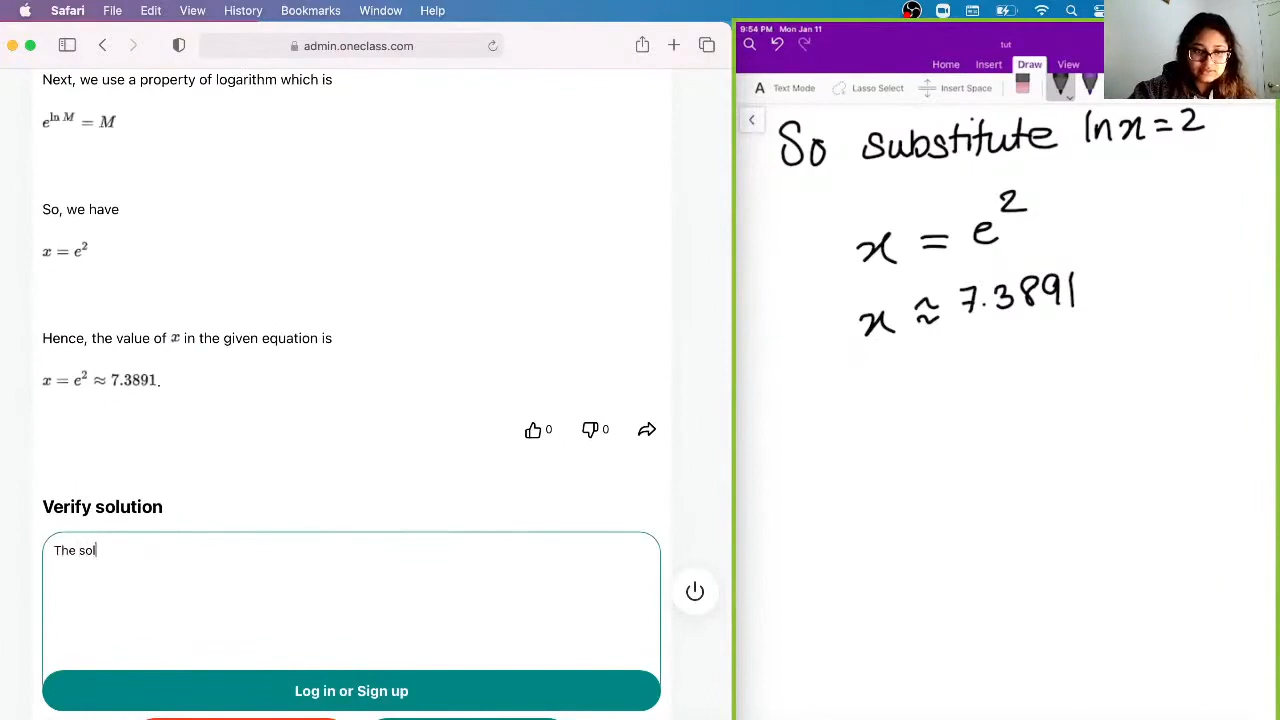 Safari File Edit View History Bookmarks Window Help
admin.oneclass.com
Next, we use a property of logarithm which is
e^{ln M} = M
So, we have
x = e^2
Hence, the value of x in the given equation is
x = e^2 ≈ 7.3891.
0 0
Verify solution
The sol
Log in or Sign up
9:54 PM Mon Jan 11
tut
Home Insert Draw View
A Text Mode Lasso Select Insert Space
So substitute ln x = 2
x = e^2
x ≈ 7.3891